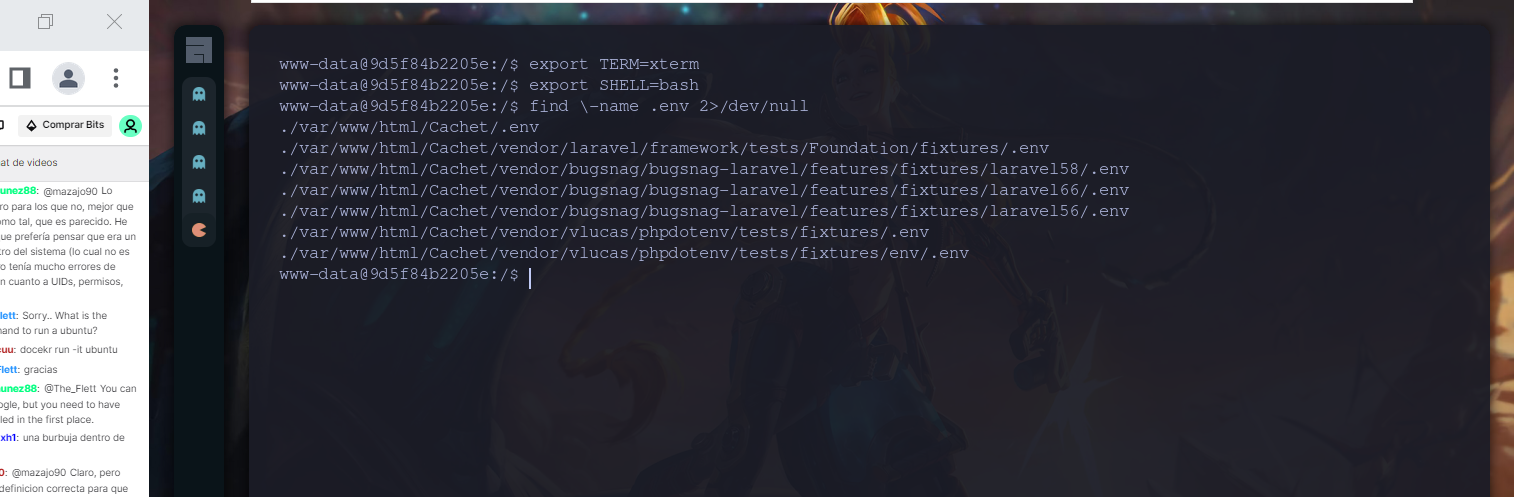 Comprar Bits
at de videos
unez88: @mazajo90 Lo
ro para los que no, mejor que
omo tal, que es parecido. He
ue prefería pensar que era un
tro del sistema (lo cual no es
o tenía mucho errores de
n cuanto a UIDs, permisos,
lett: Sorry.. What is the
nand to run a ubuntu?
cuu: docekr run -it ubuntu
Flett: gracias
unez88: @The_Flett You can
ogle, but you need to have
led in the first place.
xh1: una burbuja dentro de
0: @mazajo90 Claro, pero
definicion correcta para que
www-data@9d5f84b2205e:/$ export TERM=xterm
www-data@9d5f84b2205e:/$ export SHELL=bash
www-data@9d5f84b2205e:/$ find \-name .env 2>/dev/null
./var/www/html/Cachet/.env
./var/www/html/Cachet/vendor/laravel/framework/tests/Foundation/fixtures/.env
./var/www/html/Cachet/vendor/bugsnag/bugsnag-laravel/features/fixtures/laravel58/.env
./var/www/html/Cachet/vendor/bugsnag/bugsnag-laravel/features/fixtures/laravel66/.env
./var/www/html/Cachet/vendor/bugsnag/bugsnag-laravel/features/fixtures/laravel56/.env
./var/www/html/Cachet/vendor/vlucas/phpdotenv/tests/fixtures/.env
./var/www/html/Cachet/vendor/vlucas/phpdotenv/tests/fixtures/env/.env
www-data@9d5f84b2205e:/$